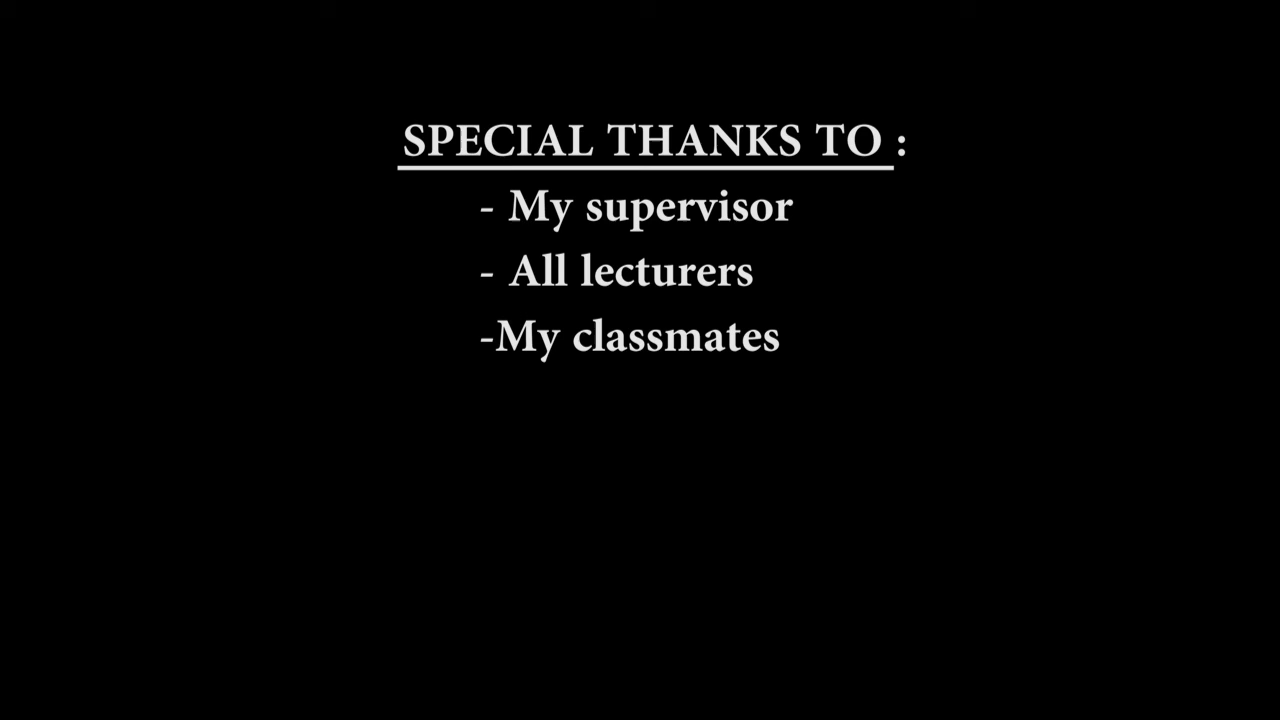 SPECIAL THANKS TO :
- My supervisor
- All lecturers
-My classmates